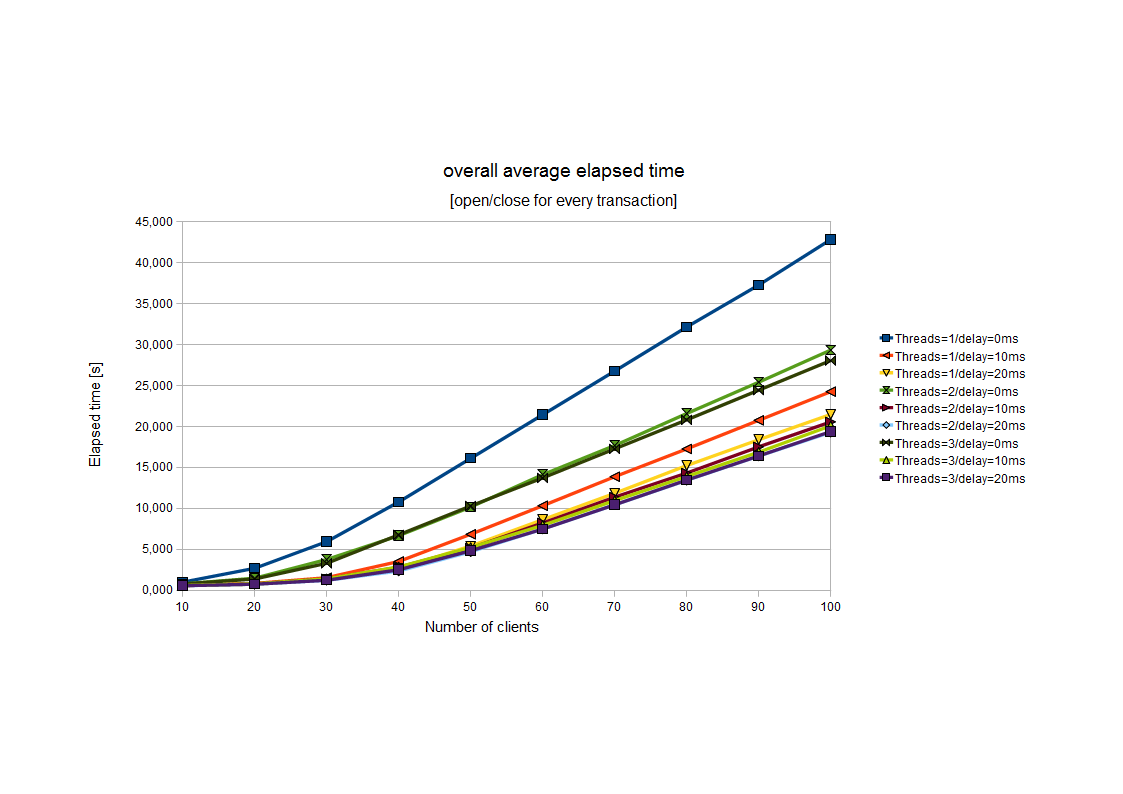 overall average elapsed time
[open/close for every transaction]
45,000
40,000
35,000
30,000
25,000
20,000
15,000
10,000
5,000
0,000
Elapsed time [s]
10 20 30 40 50 60 70 80 90 100
Number of clients
Threads=1/delay=0ms
Threads=1/delay=10ms
Threads=1/delay=20ms
Threads=2/delay=0ms
Threads=2/delay=10ms
Threads=2/delay=20ms
Threads=3/delay=0ms
Threads=3/delay=10ms
Threads=3/delay=20ms